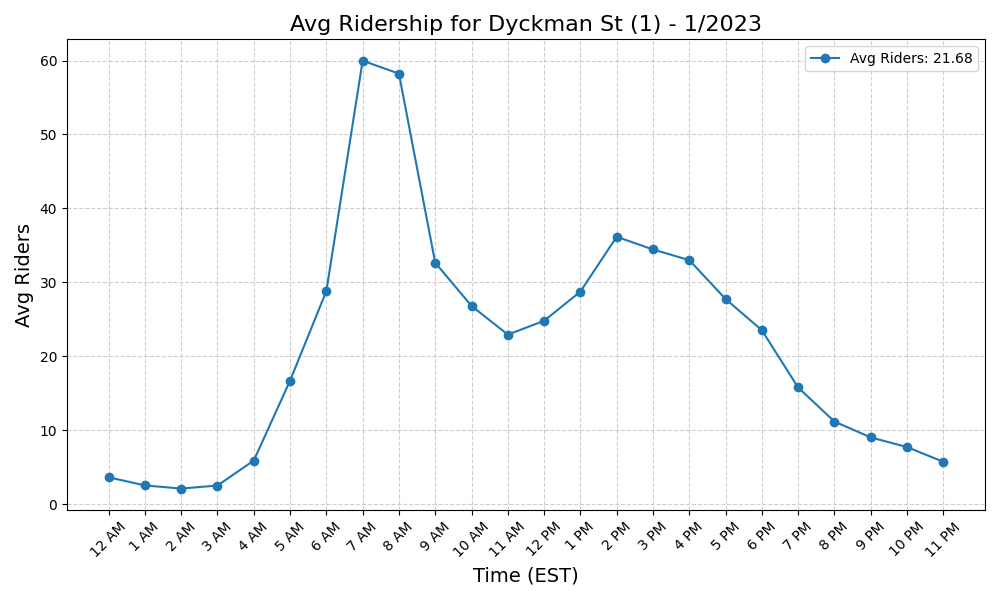 Avg Ridership for Dyckman St (1) - 1/2023
Avg Riders: 21.68
Avg Riders
60
50
40
30
20
10
0
12 AM
1 AM
2 AM
3 AM
4 AM
5 AM
6 AM
7 AM
8 AM
9 AM
10 AM
11 AM
12 PM
1 PM
2 PM
3 PM
4 PM
5 PM
6 PM
7 PM
8 PM
9 PM
10 PM
11 PM
Time (EST)